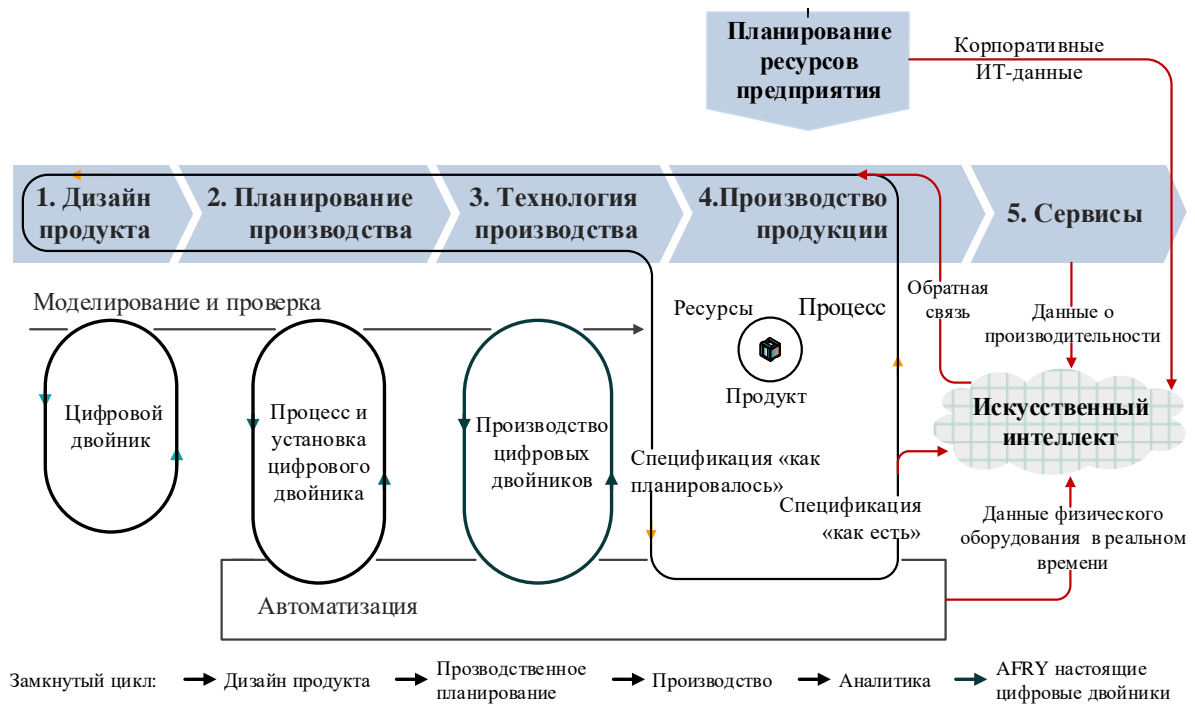 Планирование
ресурсов
предприятия
Корпоративные
ИТ-данные
1. Дизайн
продукта
2. Планирование
производства
3. Технология
производства
4.Производство
продукции
5. Сервисы
Моделирование и проверка
Ресурсы
Процесс
Продукт
Обратная
связь
Данные о
производительности
Цифровой
двойник
Процесс и
установка
цифрового
двойника
Производство
цифровых
двойников
Спецификация «как
планировалось»
Спецификация
«как есть»
Искусственный
интеллект
Данные физического
оборудования в реальном
времени
Автоматизация
Замкнутый цикл:
Дизайн продукта
Прозводственное
планирование
Производство
Аналитика
AFRY настоящие
цифровые двойники